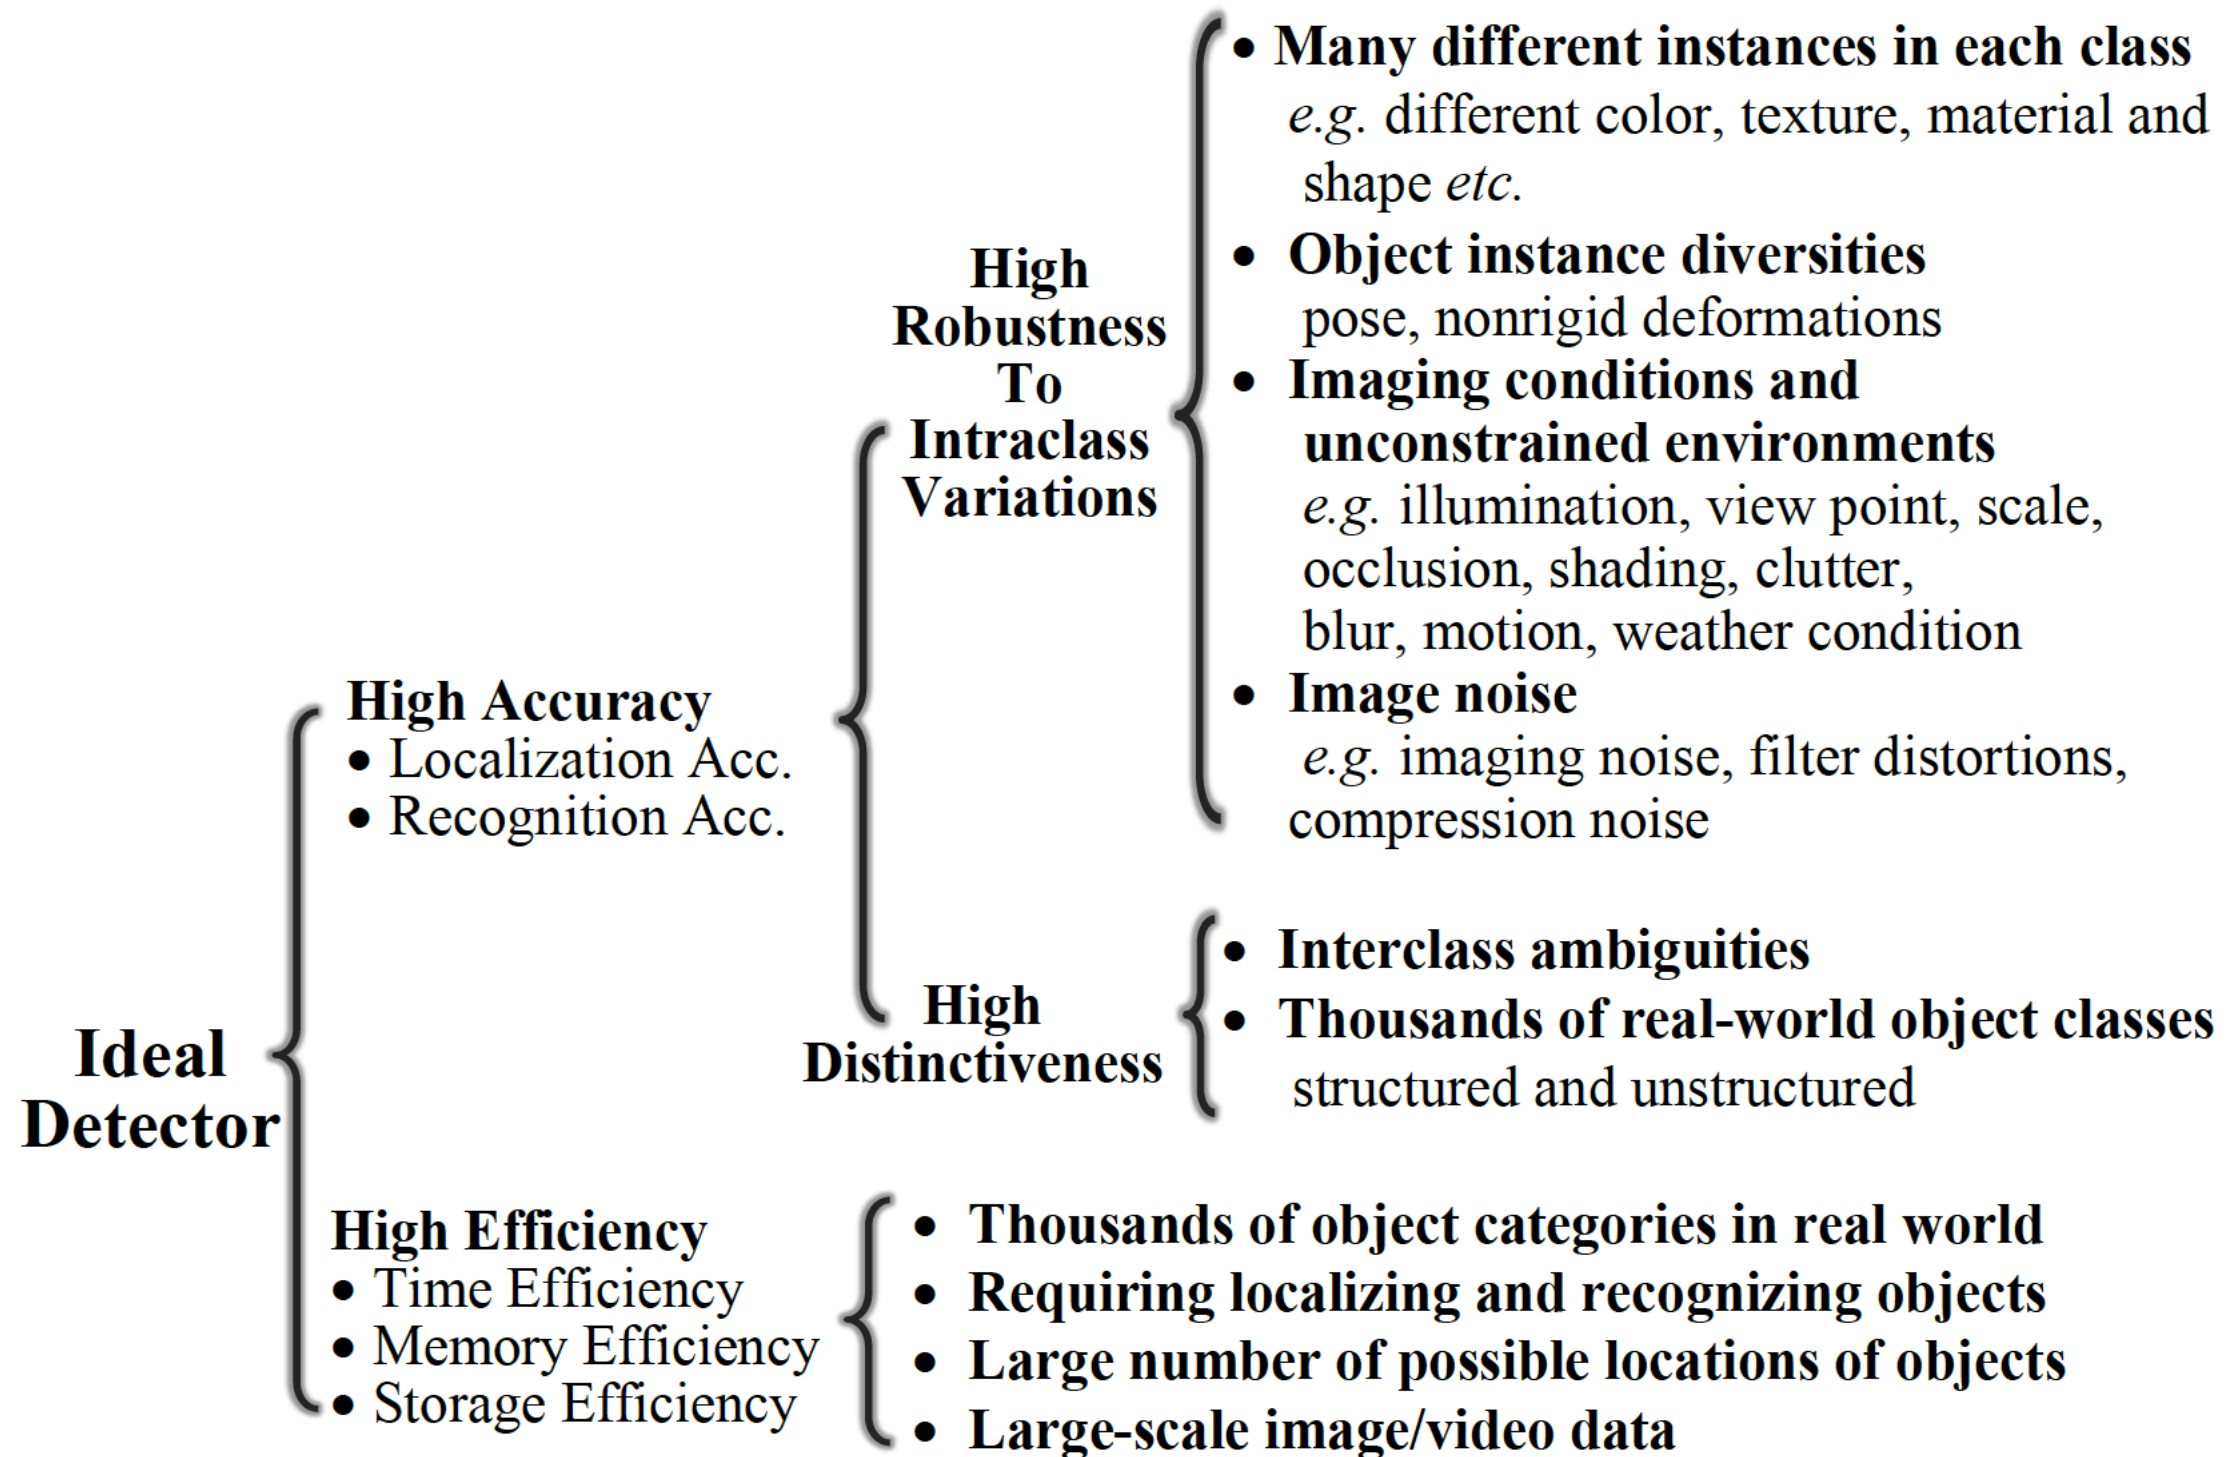 Ideal
Detector
High Accuracy
• Localization Acc.
• Recognition Acc.
High
Robustness
To
Intraclass
Variations
• Many different instances in each class
e.g. different color, texture, material and
shape etc.
• Object instance diversities
pose, nonrigid deformations
• Imaging conditions and
unconstrained environments
e.g. illumination, view point, scale,
occlusion, shading, clutter,
blur, motion, weather condition
• Image noise
e.g. imaging noise, filter distortions,
compression noise
High
Distinctiveness
• Interclass ambiguities
• Thousands of real-world object classes
structured and unstructured
High Efficiency
• Time Efficiency
• Memory Efficiency
• Storage Efficiency
• Thousands of object categories in real world
• Requiring localizing and recognizing objects
• Large number of possible locations of objects
• Large-scale image/video data